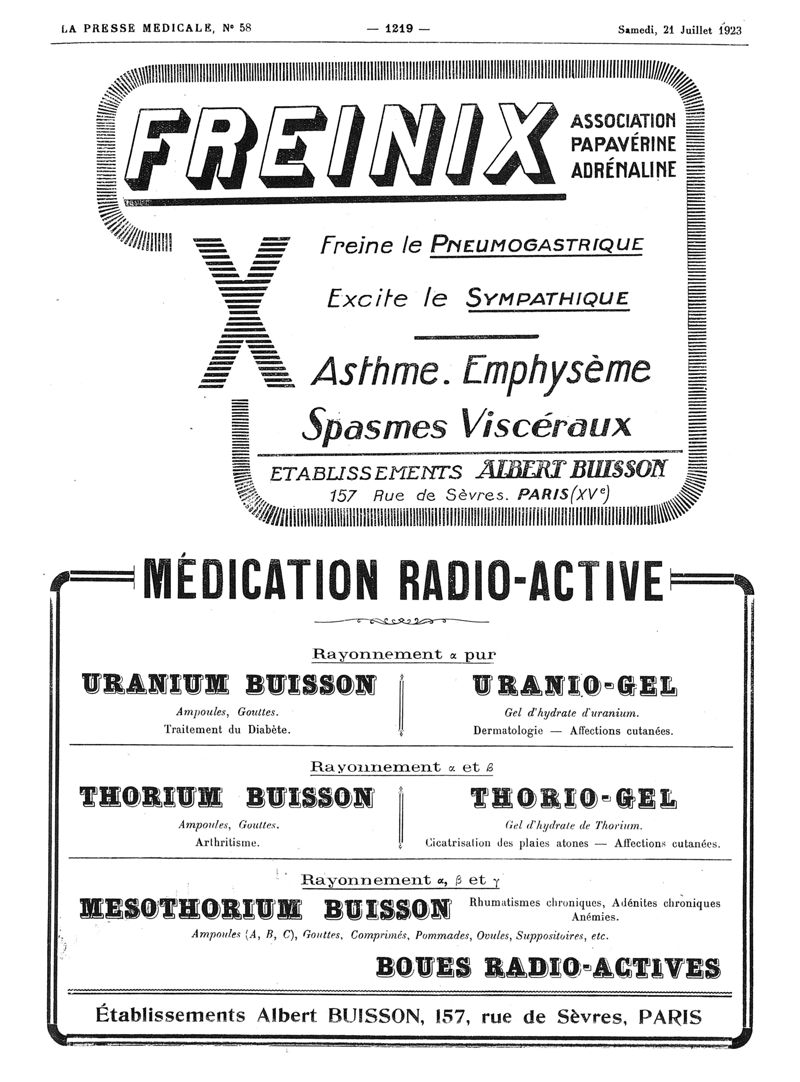 LA PRESSE MEDICALE, N° 58
— 1219 —
Samedi, 21 Juillet 1923
FREINIX
ASSOCIATION
PAPAVÉRINE
ADRÉNALINE
X
Freine le PNEUMOGASTRIQUE
Excite le SYMPATHIQUE
Asthme. Emphysème
Spasmes Viscéraux
ETABLISSEMENTS ALBERT BUISSON
157 Rue de Sèvres. PARIS (XVe)
MÉDICATION RADIO-ACTIVE
Rayonnement α pur
URANIUM BUISSON
Ampoules, Gouttes.
Traitement du Diabète.
URANIO-GEL
Gel d'hydrate d'uranium.
Dermatologie — Affections cutanées.
Rayonnement α et β
THORIUM BUISSON
Ampoules, Gouttes.
Arthritisme.
THORIO-GEL
Gel d'hydrate de Thorium.
Cicatrisation des plaies atones — Affections cutanées.
Rayonnement α, β et γ
MESOTHORIUM BUISSON
Rhumatismes chroniques, Adénites chroniques
Anémies.
Ampoules (A, B, C), Gouttes, Comprimés, Pommades, Ovules, Suppositoires, etc.
BOUES RADIO-ACTIVES
Établissements Albert BUISSON, 157, rue de Sèvres, PARIS